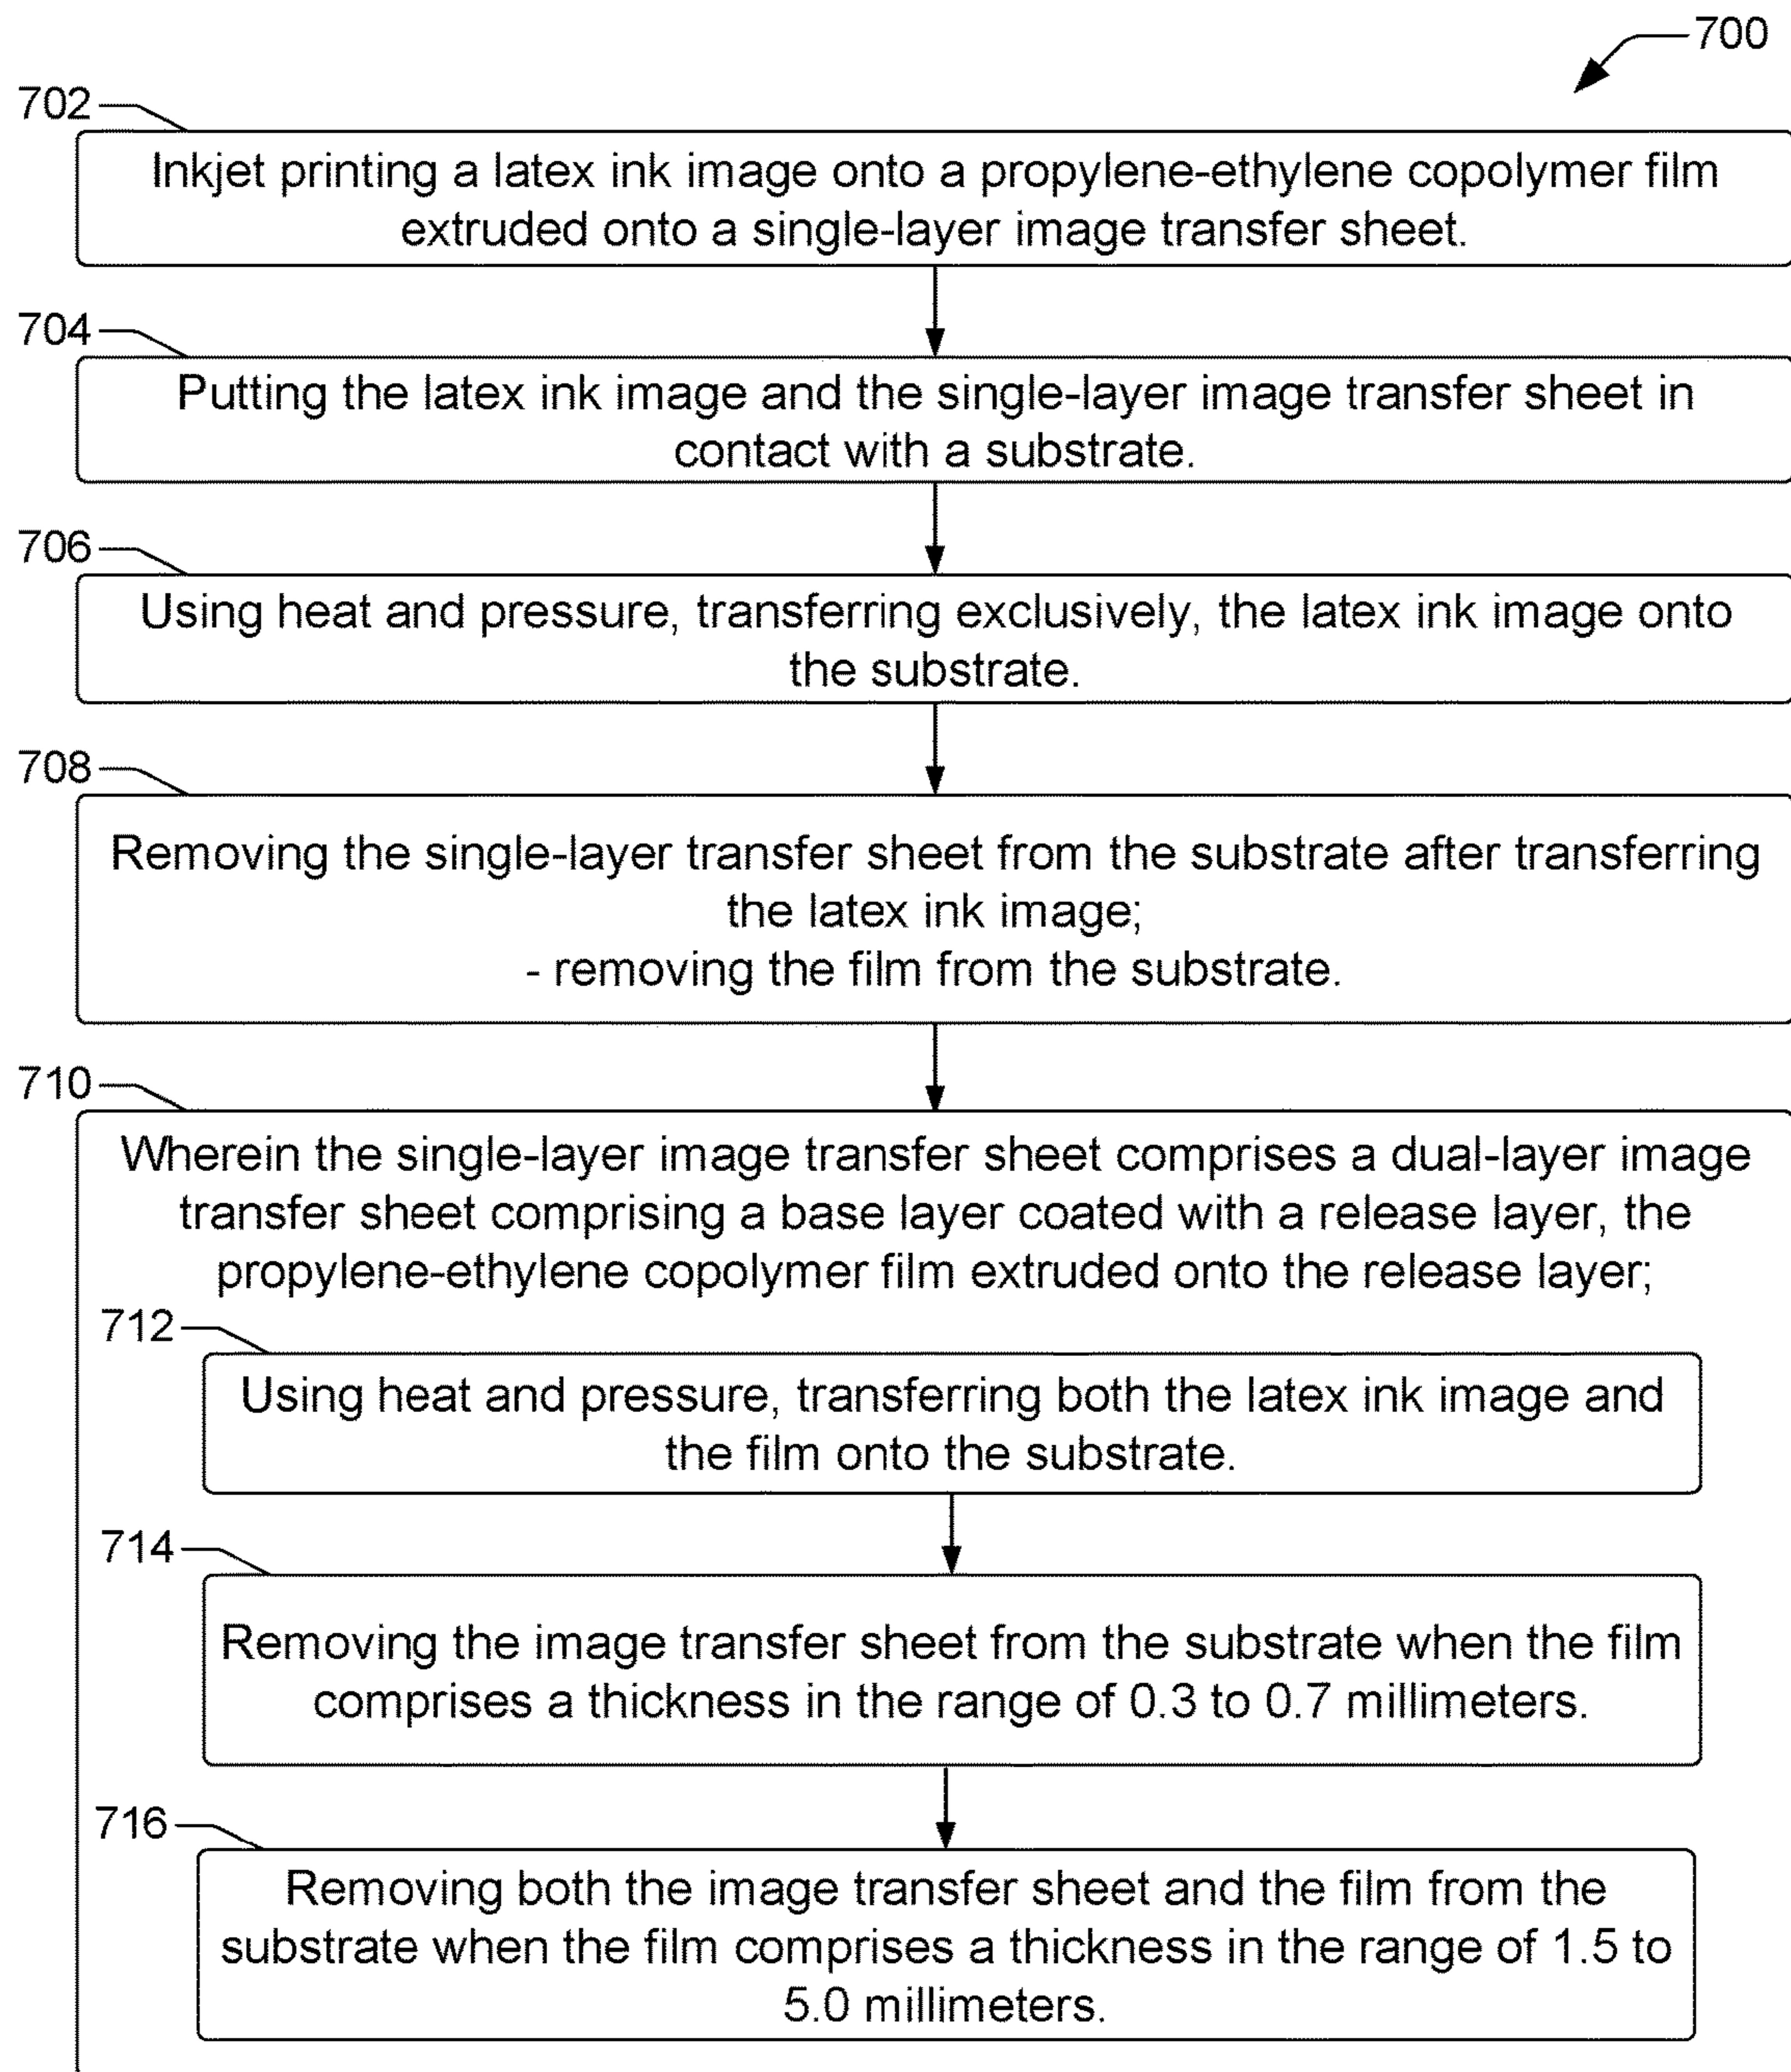 700
702
Inkjet printing a latex ink image onto a propylene-ethylene copolymer film
extruded onto a single-layer image transfer sheet.
704
Putting the latex ink image and the single-layer image transfer sheet in
contact with a substrate.
706
Using heat and pressure, transferring exclusively, the latex ink image onto
the substrate.
708
Removing the single-layer transfer sheet from the substrate after transferring
the latex ink image;
- removing the film from the substrate.
710
Wherein the single-layer image transfer sheet comprises a dual-layer image
transfer sheet comprising a base layer coated with a release layer, the
propylene-ethylene copolymer film extruded onto the release layer;
712
Using heat and pressure, transferring both the latex ink image and
the film onto the substrate.
714
Removing the image transfer sheet from the substrate when the film
comprises a thickness in the range of 0.3 to 0.7 millimeters.
716
Removing both the image transfer sheet and the film from the
substrate when the film comprises a thickness in the range of 1.5 to
5.0 millimeters.